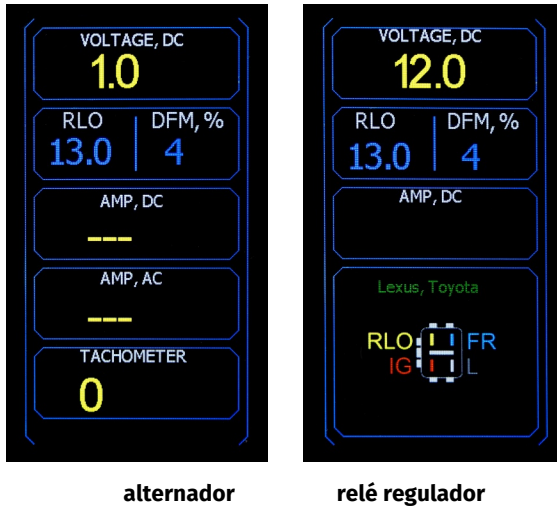 VOLTAGE, DC
1.0
RLO DFM, %
13.0 4
AMP, DC
---
AMP, AC
---
TACHOMETER
0
alternador
VOLTAGE, DC
12.0
RLO DFM, %
13.0 4
AMP, DC
Lexus, Toyota
RLO FR
IG L
relé regulador